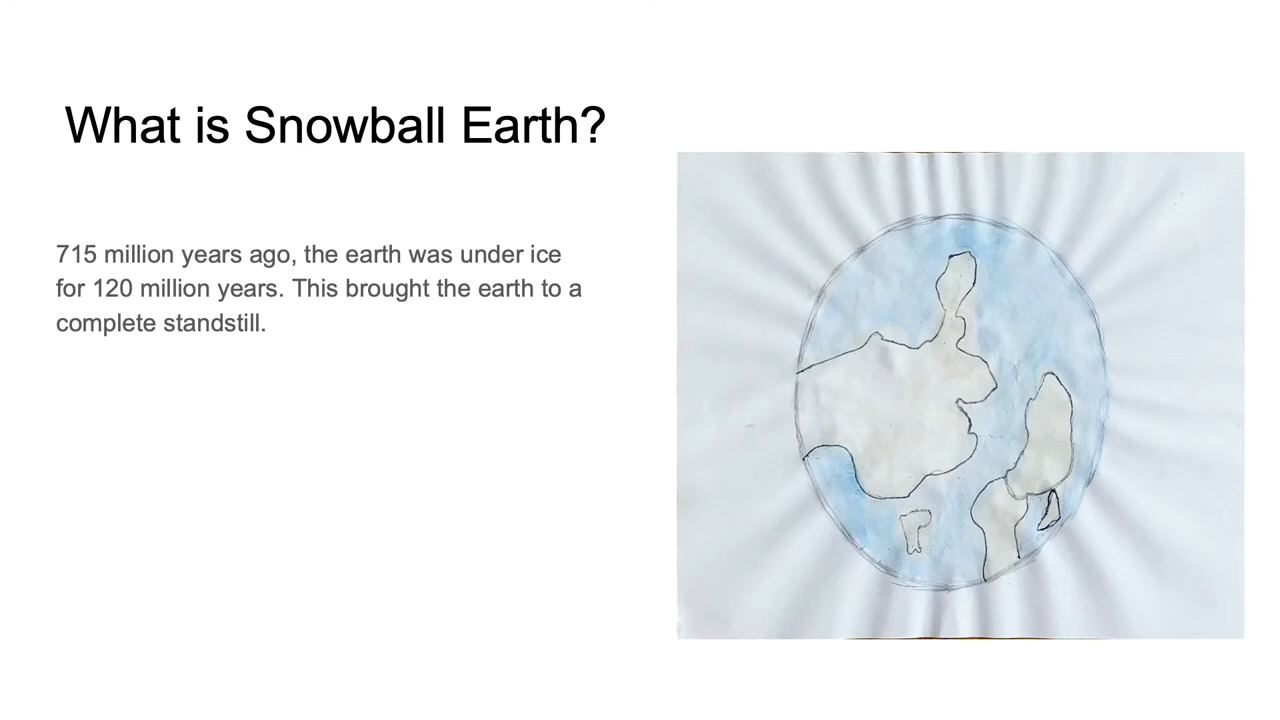 What is Snowball Earth?
715 million years ago, the earth was under ice
for 120 million years. This brought the earth to a
complete standstill.